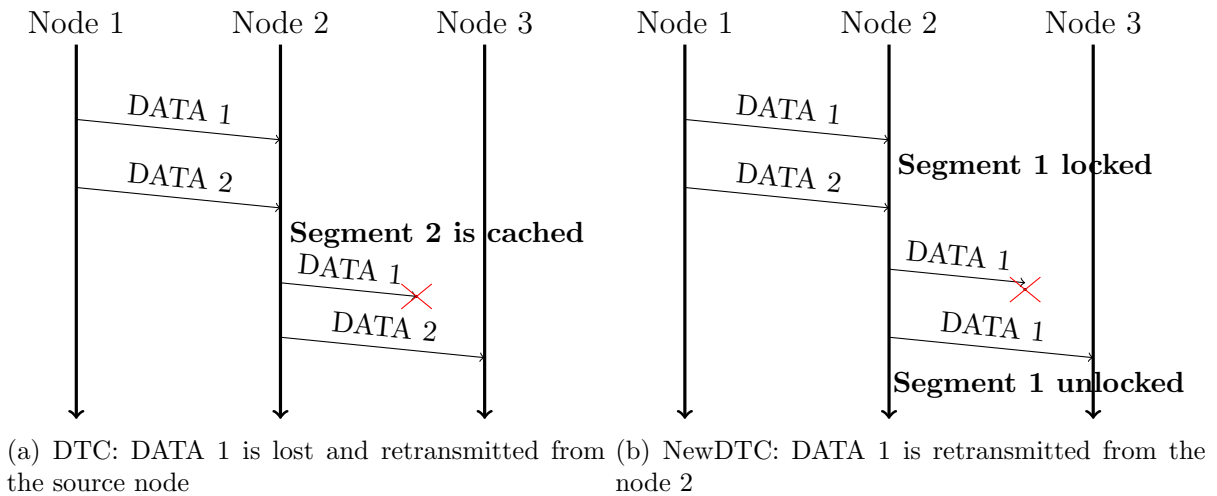 Node 1 Node 2 Node 3
DATA 1
DATA 2
Segment 2 is cached
DATA 1
DATA 2
(a) DTC: DATA 1 is lost and retransmitted from
the source node
Node 1 Node 2 Node 3
DATA 1
Segment 1 locked
DATA 2
DATA 1
DATA 1
Segment 1 unlocked
(b) NewDTC: DATA 1 is retransmitted from the
node 2